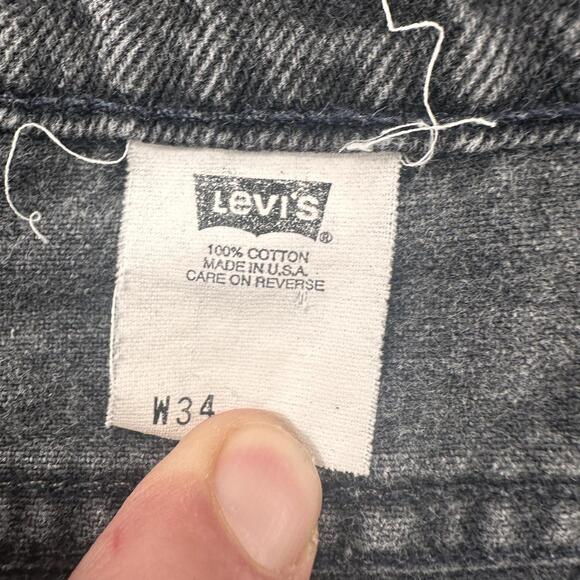 LEVI'S ®
100% COTTON
MADE IN U.S.A.
CARE ON REVERSE
W34